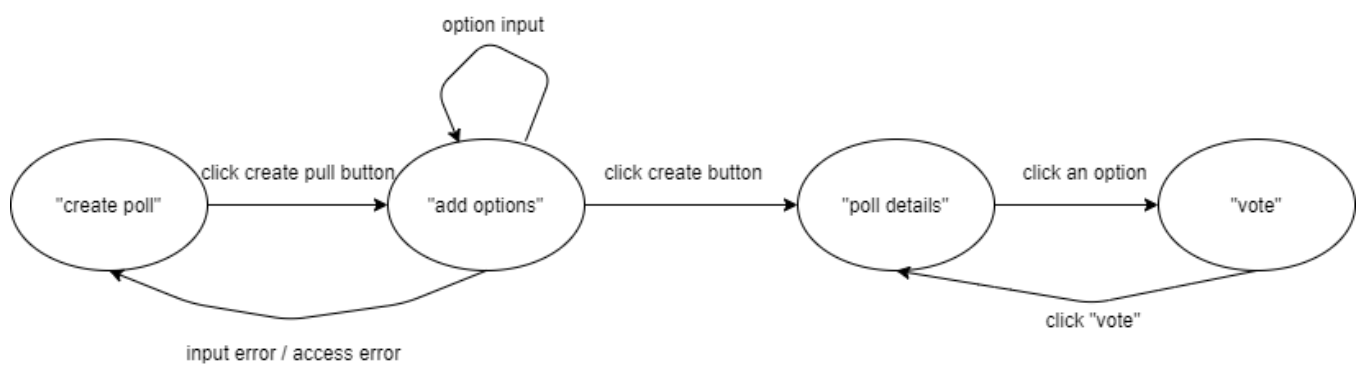 option input
click create pull button
click create button
click an option
"create poll"
"add options"
"poll details"
"vote"
click "vote"
input error / access error